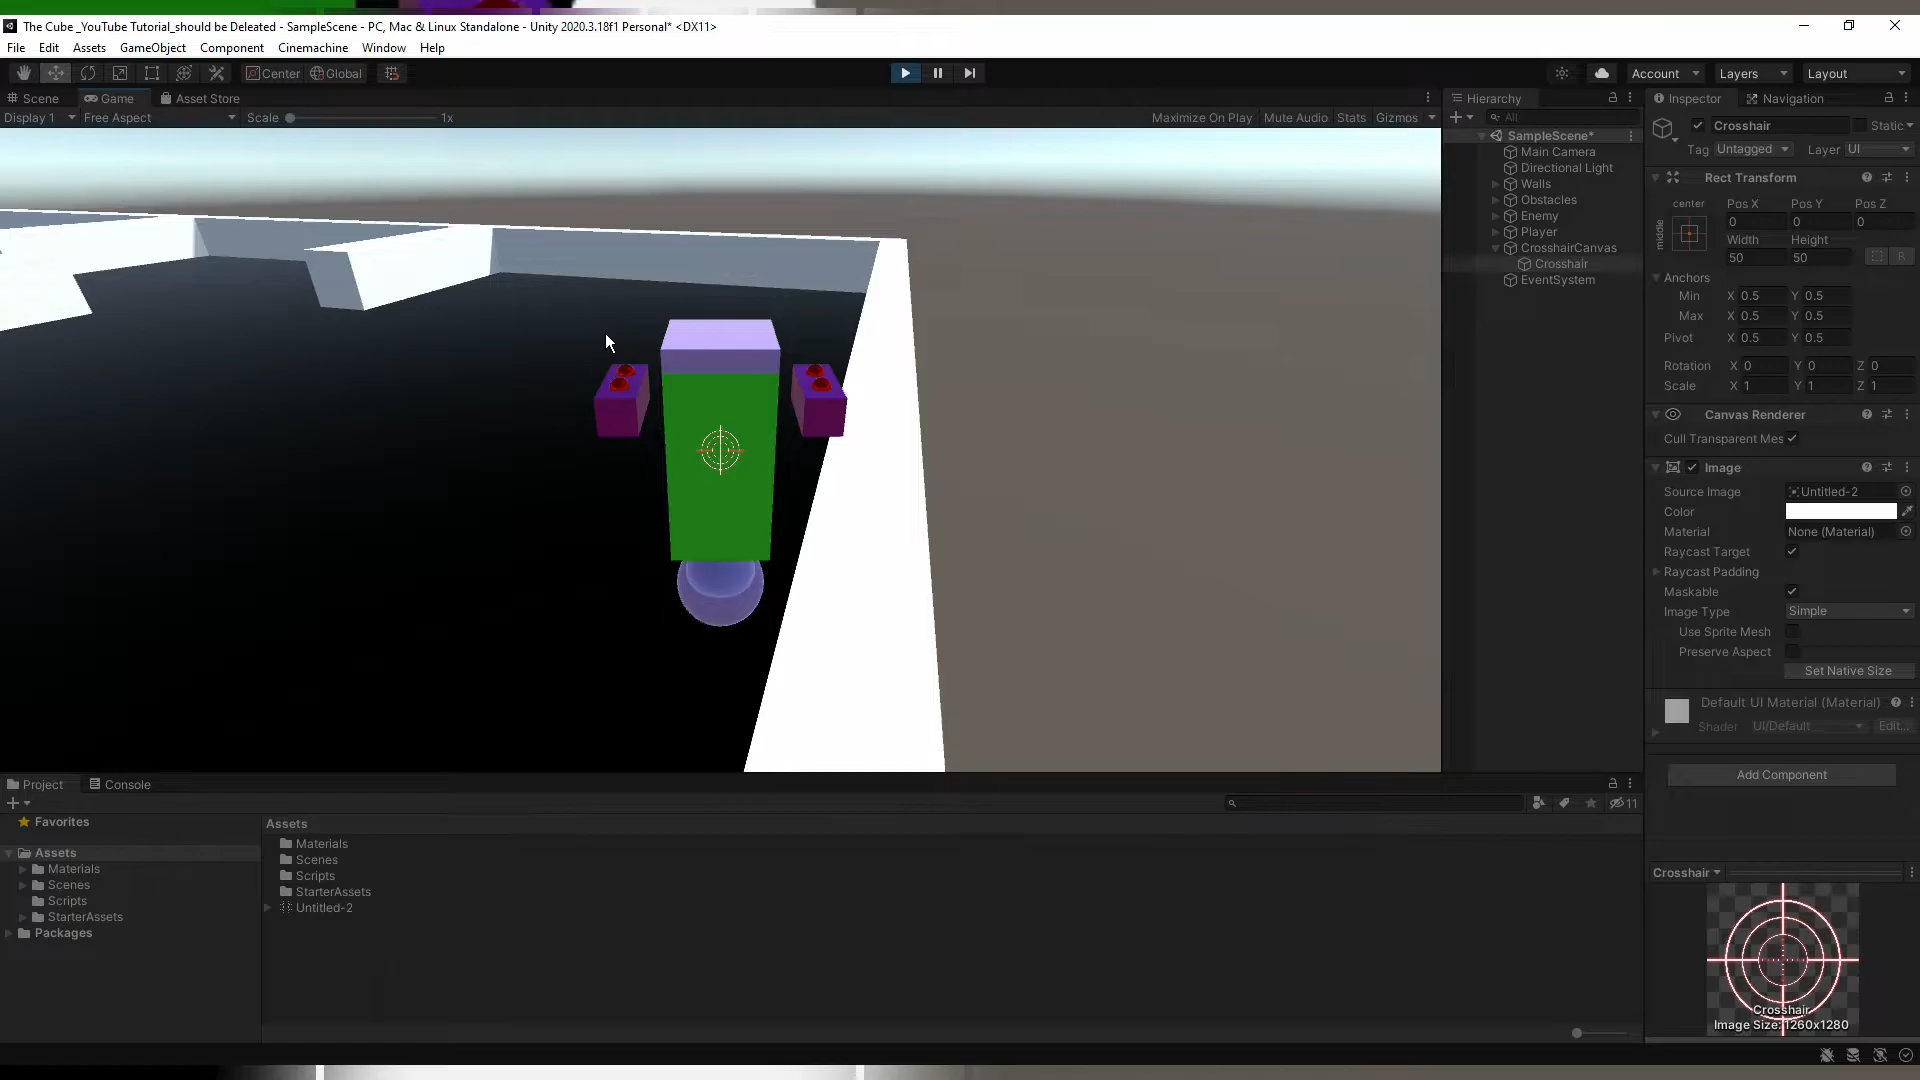 The Cube _YouTube Tutorial_should be Deleated - SampleScene - PC, Mac & Linux Standalone - Unity 2020.3.18f1 Personal* <DX11>
File Edit Assets GameObject Component Cinemachine Window Help
Center Global Account Layers Layout
Scene Game Asset Store
Display 1 Free Aspect Scale 1x Maximize On Play Mute Audio Stats Gizmos
Hierarchy
All
SampleScene*
Main Camera
Directional Light
Walls
Obstacles
Enemy
Player
CrosshairCanvas
Crosshair
EventSystem
Inspector Navigation
Crosshair Static
Tag Untagged Layer UI
Rect Transform
center Pos X Pos Y Pos Z
middle 0 0 0
Width Height
50 50 R
Anchors
Min X 0.5 Y 0.5
Max X 0.5 Y 0.5
Pivot X 0.5 Y 0.5
Rotation X 0 Y 0 Z 0
Scale X 1 Y 1 Z 1
Canvas Renderer
Cull Transparent Mes
Image
Source Image Untitled-2
Color
Material None (Material)
Raycast Target
Raycast Padding
Maskable
Image Type Simple
Use Sprite Mesh
Preserve Aspect
Set Native Size
Default UI Material (Material)
Shader UI/Default Edit...
Add Component
Crosshair
Crosshair
Image Size: 1260x1280
Project Console
11
Favorites
Assets
Materials
Scenes
Scripts
StarterAssets
Packages
Assets
Materials
Scenes
Scripts
StarterAssets
Untitled-2